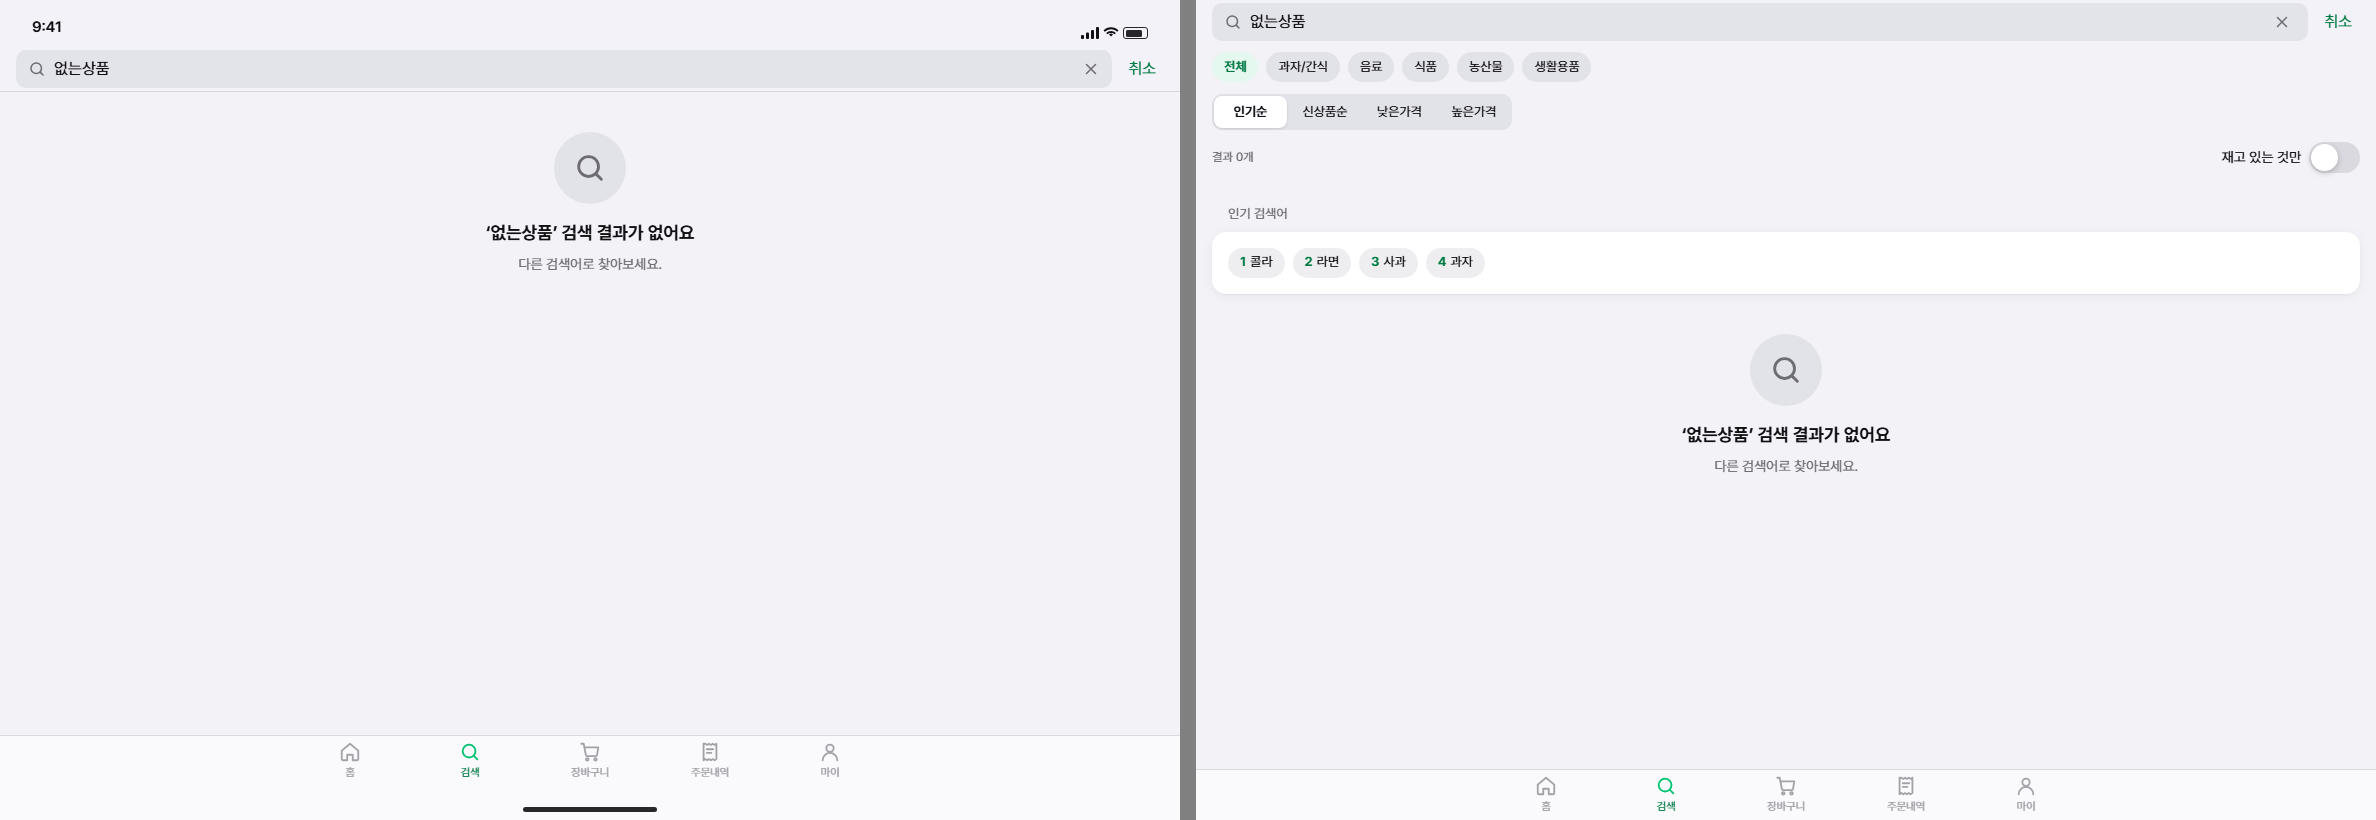 9:41
없는상품
취소
‘없는상품’ 검색 결과가 없어요
다른 검색어로 찾아보세요.
홈
검색
장바구니
주문내역
마이
없는상품
취소
전체
과자/간식
음료
식품
농산물
생활용품
인기순
신상품순
낮은가격
높은가격
결과 0개
재고 있는 것만
인기 검색어
1 콜라
2 라면
3 사과
4 과자
‘없는상품’ 검색 결과가 없어요
다른 검색어로 찾아보세요.
홈
검색
장바구니
주문내역
마이